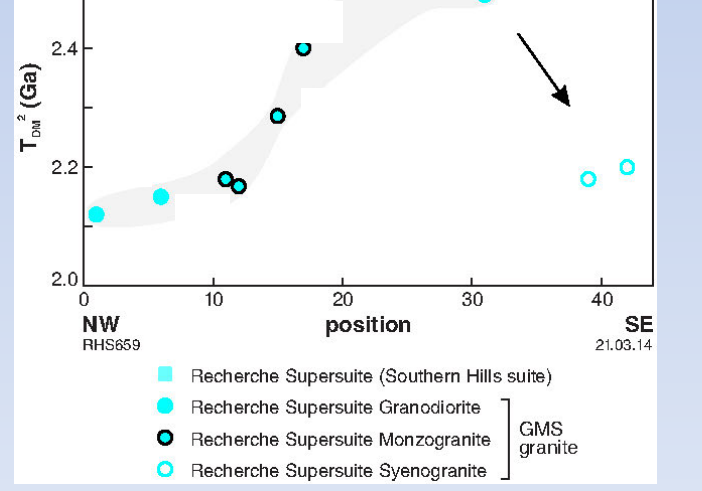 2.4
T DM 2 (Ga)
2.2
2.0
0 10 20 30 40
NW position SE
RHS659 21.03.14
Recherche Supersuite (Southern Hills suite)
Recherche Supersuite Granodiorite
Recherche Supersuite Monzogranite
Recherche Supersuite Syenogranite
GMS
granite